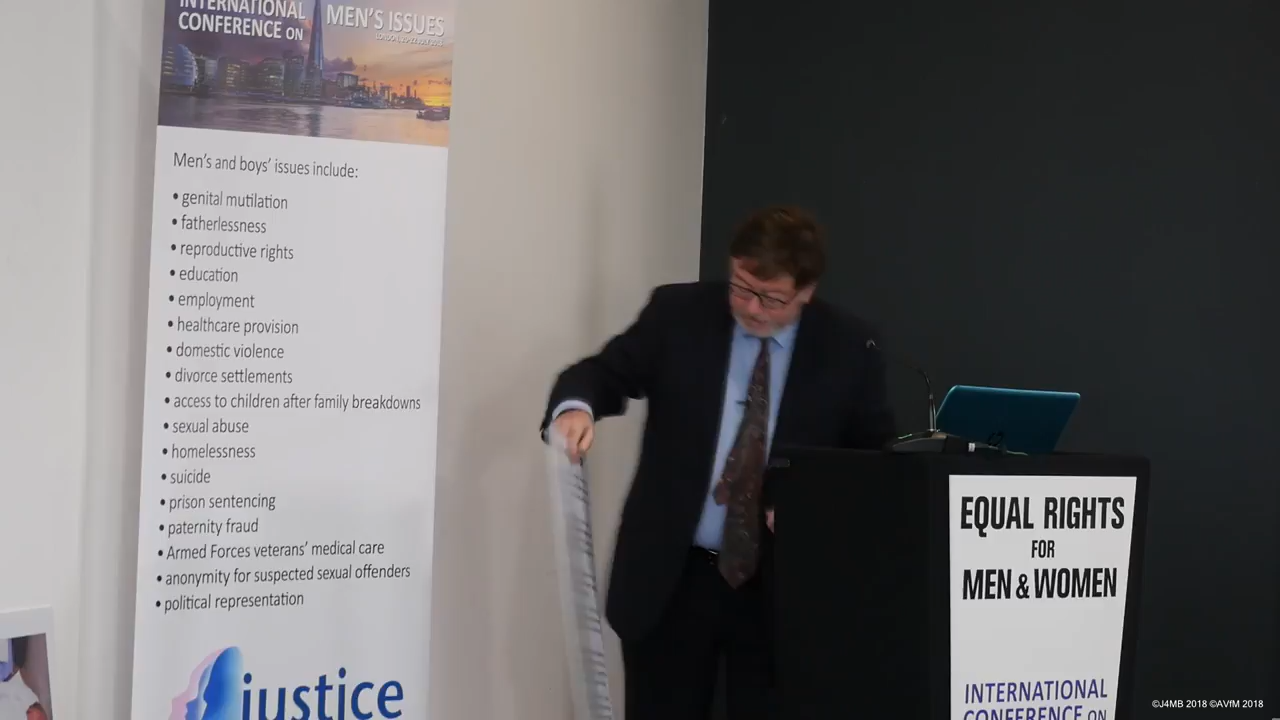 INTERNATIONAL
CONFERENCE ON
MEN'S ISSUES
Men's and boys' issues include:
• genital mutilation
• fatherlessness
• reproductive rights
• education
• employment
• healthcare provision
• domestic violence
• divorce settlements
• access to children after family breakdowns
• sexual abuse
• homelessness
• suicide
• prison sentencing
• paternity fraud
• Armed Forces veterans' medical care
• anonymity for suspected sexual offenders
• political representation
justice
EQUAL RIGHTS
FOR
MEN & WOMEN
INTERNATIONAL
CONFERENCE ON
©J4MB 2018 ©AVfM 2018